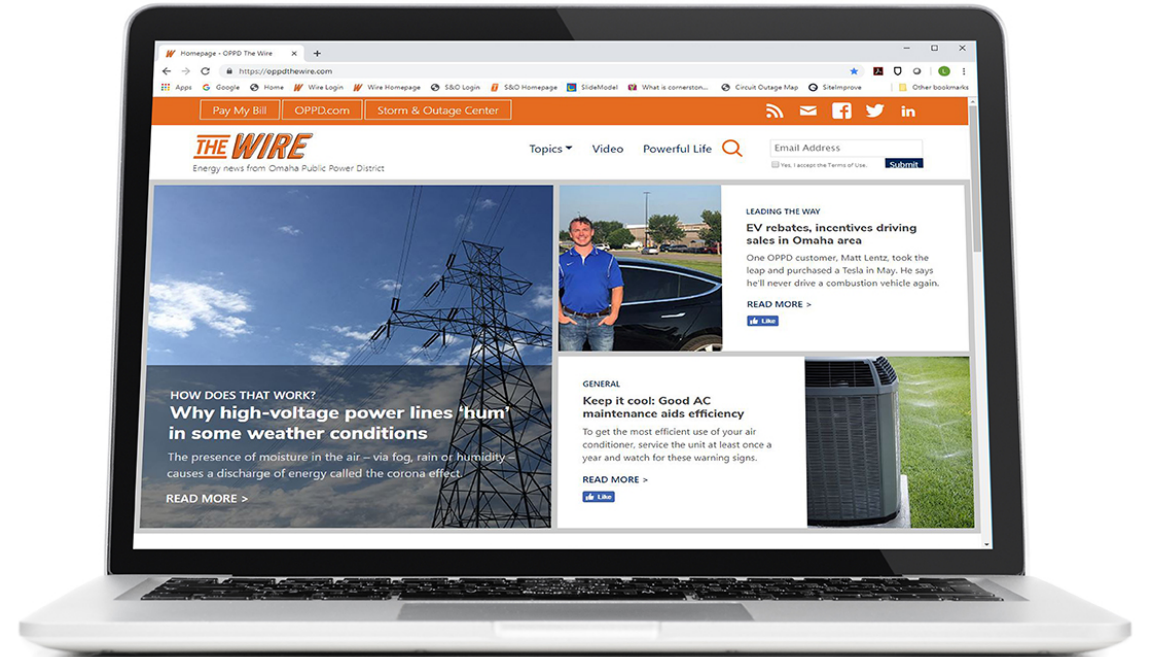 W Homepage - OPPD The Wire × +
https://oppdthewire.com
Apps G Google Home W Wire Login W Wire Homepage S&D Login S&D Homepage SlideModel What is cornerston... Circuit Outage Map SiteImprove Other bookmarks
Pay My Bill OPPD.com Storm & Outage Center
THE WIRE
Energy news from Omaha Public Power District
Topics Video Powerful Life
Email Address
Yes, I accept the Terms of Use.
Submit
HOW DOES THAT WORK?
Why high-voltage power lines ‘hum’
in some weather conditions
The presence of moisture in the air – via fog, rain or humidity –
causes a discharge of energy called the corona effect.
READ MORE >
LEADING THE WAY
EV rebates, incentives driving
sales in Omaha area
One OPPD customer, Matt Lentz, took the
leap and purchased a Tesla in May. He says
he'll never drive a combustion vehicle again.
READ MORE >
Like
GENERAL
Keep it cool: Good AC
maintenance aids efficiency
To get the most efficient use of your air
conditioner, service the unit at least once a
year and watch for these warning signs.
READ MORE >
Like